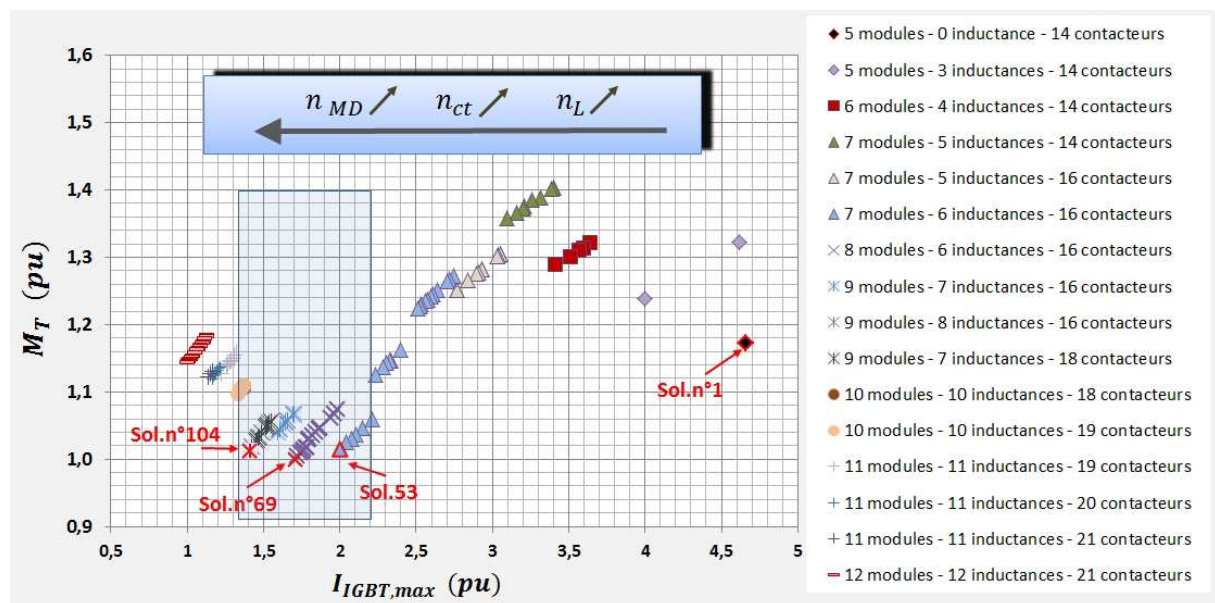 1,6
1,5
1,4
1,3
1,2
1,1
1,0
0,9
M_T (pu)
n_MD n_ct n_L
Sol.n°1
Sol.n°104
Sol.n°69
Sol.53
0,5 1 1,5 2 2,5 3 3,5 4 4,5 5
I_IGBT,max (pu)
5 modules - 0 inductance - 14 contacteurs
5 modules - 3 inductances - 14 contacteurs
6 modules - 4 inductances - 14 contacteurs
7 modules - 5 inductances - 14 contacteurs
7 modules - 5 inductances - 16 contacteurs
7 modules - 6 inductances - 16 contacteurs
8 modules - 6 inductances - 16 contacteurs
9 modules - 7 inductances - 16 contacteurs
9 modules - 8 inductances - 16 contacteurs
9 modules - 7 inductances - 18 contacteurs
10 modules - 10 inductances - 18 contacteurs
10 modules - 10 inductances - 19 contacteurs
11 modules - 11 inductances - 19 contacteurs
11 modules - 11 inductances - 20 contacteurs
11 modules - 11 inductances - 21 contacteurs
12 modules - 12 inductances - 21 contacteurs